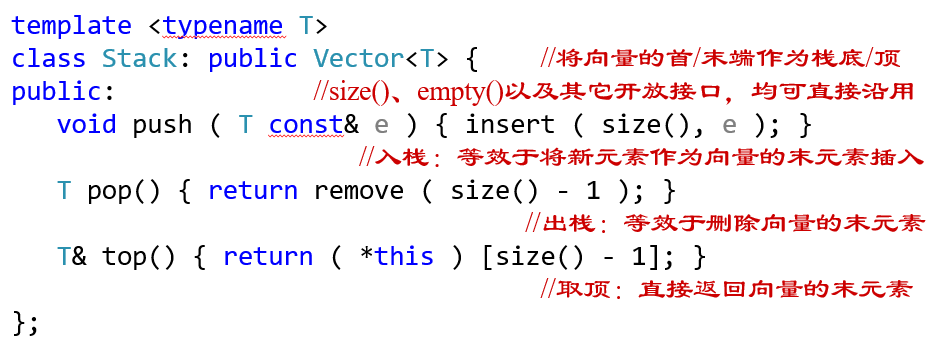 template <typename T>
class Stack: public Vector<T> { //将向量的首/末端作为栈底/顶
public: //size()、empty()以及其它开放接口，均可直接沿用
void push ( T const& e ) { insert ( size(), e ); }
//入栈：等效于将新元素作为向量的末元素插入
T pop() { return remove ( size() - 1 ); }
//出栈：等效于删除向量的末元素
T& top() { return ( *this ) [size() - 1]; }
//取顶：直接返回向量的末元素
};